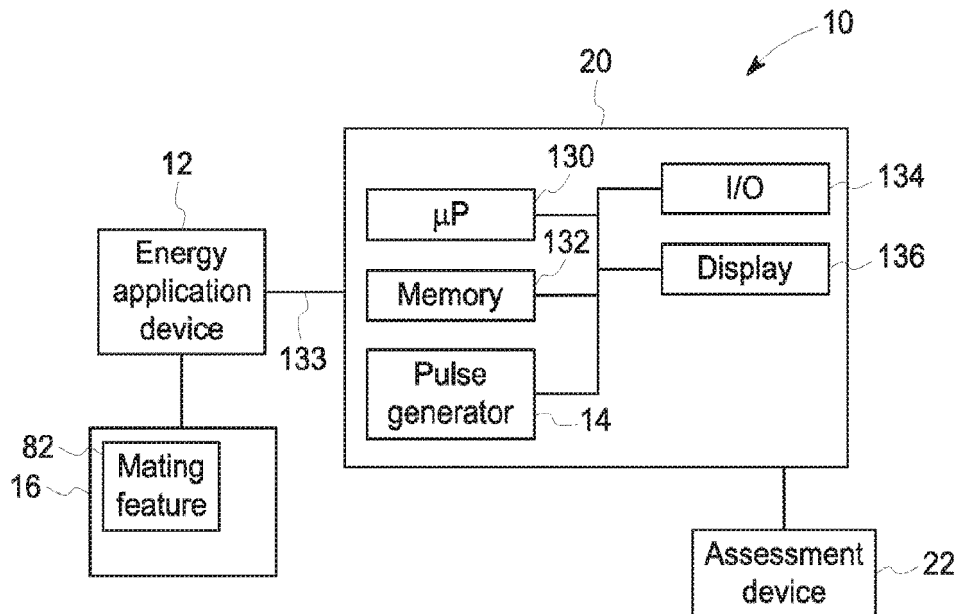 10
20
12
130
I/O
134
µP
Energy
application
device
132
Display
136
Memory
133
Pulse
generator
14
82
Mating
feature
16
Assessment
device
22